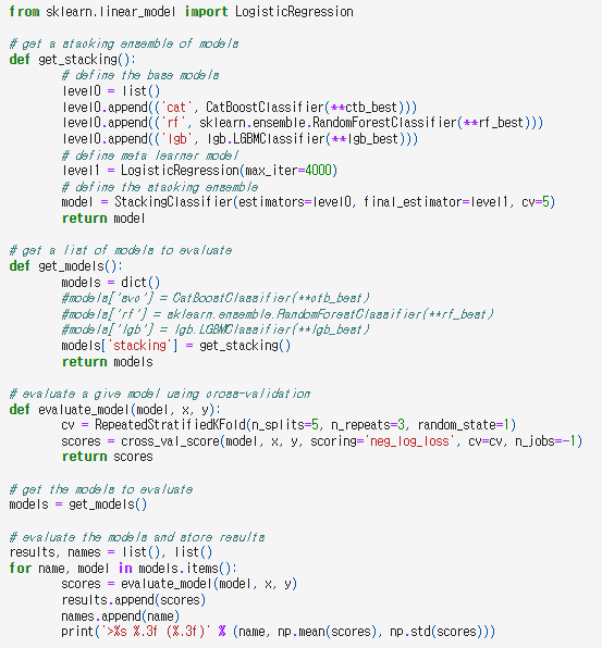 from sklearn.linear_model import LogisticRegression
# get a stacking ensemble of models
def get_stacking():
# define the base models
level0 = list()
level0.append(('cat', CatBoostClassifier(**ctb_best)))
level0.append(('rf', sklearn.ensemble.RandomForestClassifier(**rf_best)))
level0.append(('lgb', lgb.LGBMClassifier(**lgb_best)))
# define meta learner model
level1 = LogisticRegression(max_iter=4000)
# define the stacking ensemble
model = StackingClassifier(estimators=level0, final_estimator=level1, cv=5)
return model
# get a list of models to evaluate
def get_models():
models = dict()
#models['svc'] = CatBoostClassifier(**ctb_best)
#models['rf'] = sklearn.ensemble.RandomForestClassifier(**rf_best)
#models['lgb'] = lgb.LGBMClassifier(**lgb_best)
models['stacking'] = get_stacking()
return models
# evaluate a give model using cross-validation
def evaluate_model(model, x, y):
cv = RepeatedStratifiedKFold(n_splits=5, n_repeats=3, random_state=1)
scores = cross_val_score(model, x, y, scoring='neg_log_loss', cv=cv, n_jobs=-1)
return scores
# get the models to evaluate
models = get_models()
# evaluate the models and store results
results, names = list(), list()
for name, model in models.items():
scores = evaluate_model(model, x, y)
results.append(scores)
names.append(name)
print('>%s %.3f (%.3f)' % (name, np.mean(scores), np.std(scores)))